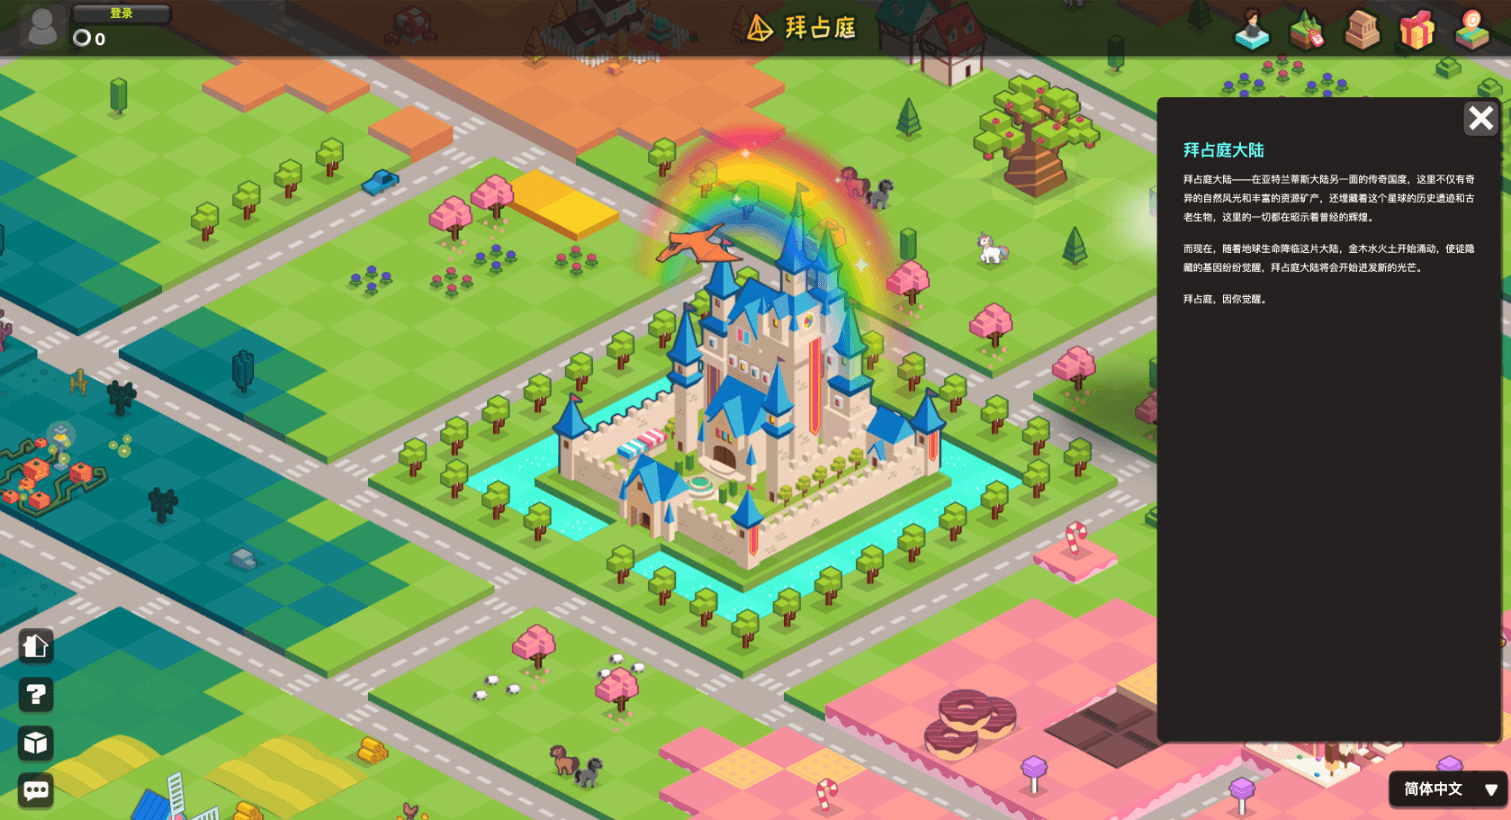 登录
0
拜占庭
拜占庭大陆
拜占庭大陆——在亚特兰蒂斯大陆另一面的传奇国度，这里不仅有奇
异的自然风光和丰富的资源矿产，还埋藏着这个星球的历史遗迹和古
老生物，这里的一切都在昭示着曾经的辉煌。
而现在，随着地球生命降临这片大陆，金木水火土开始涌动，使徒隐
藏的基因纷纷觉醒，拜占庭大陆将会开始迸发新的光芒。
拜占庭，因你觉醒。
简体中文